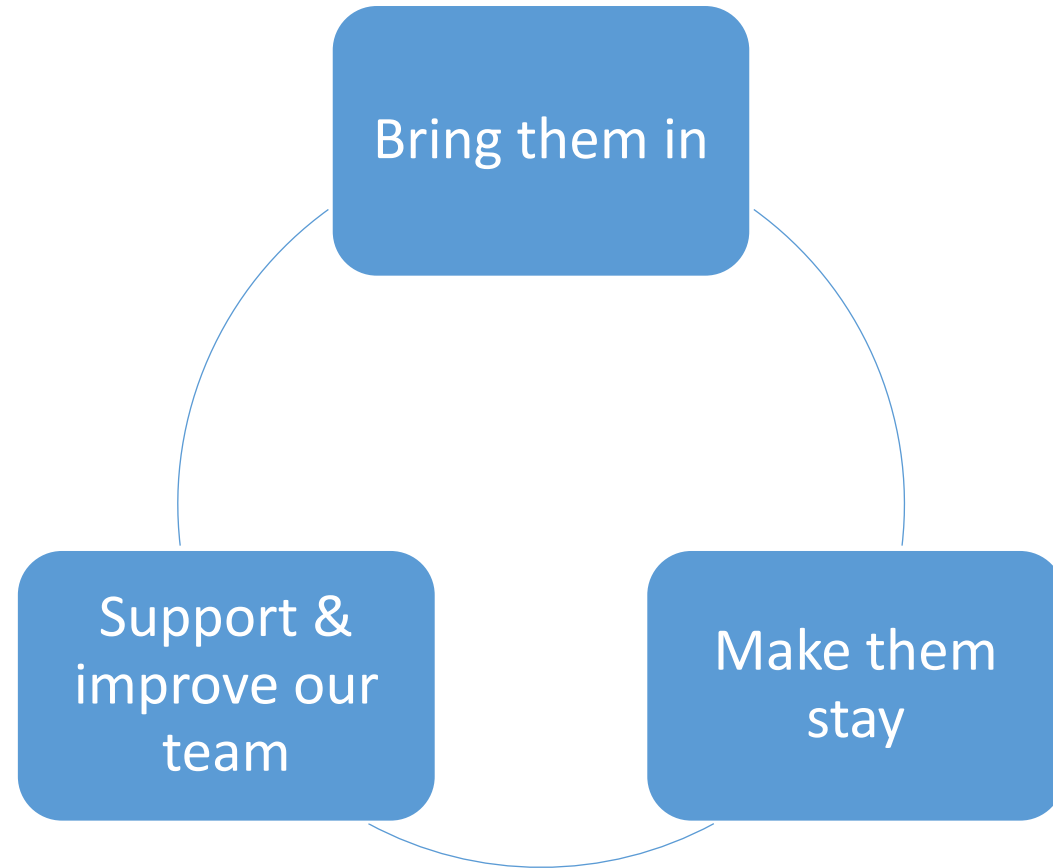 Bring them in
Support &
improve our
team
Make them
stay